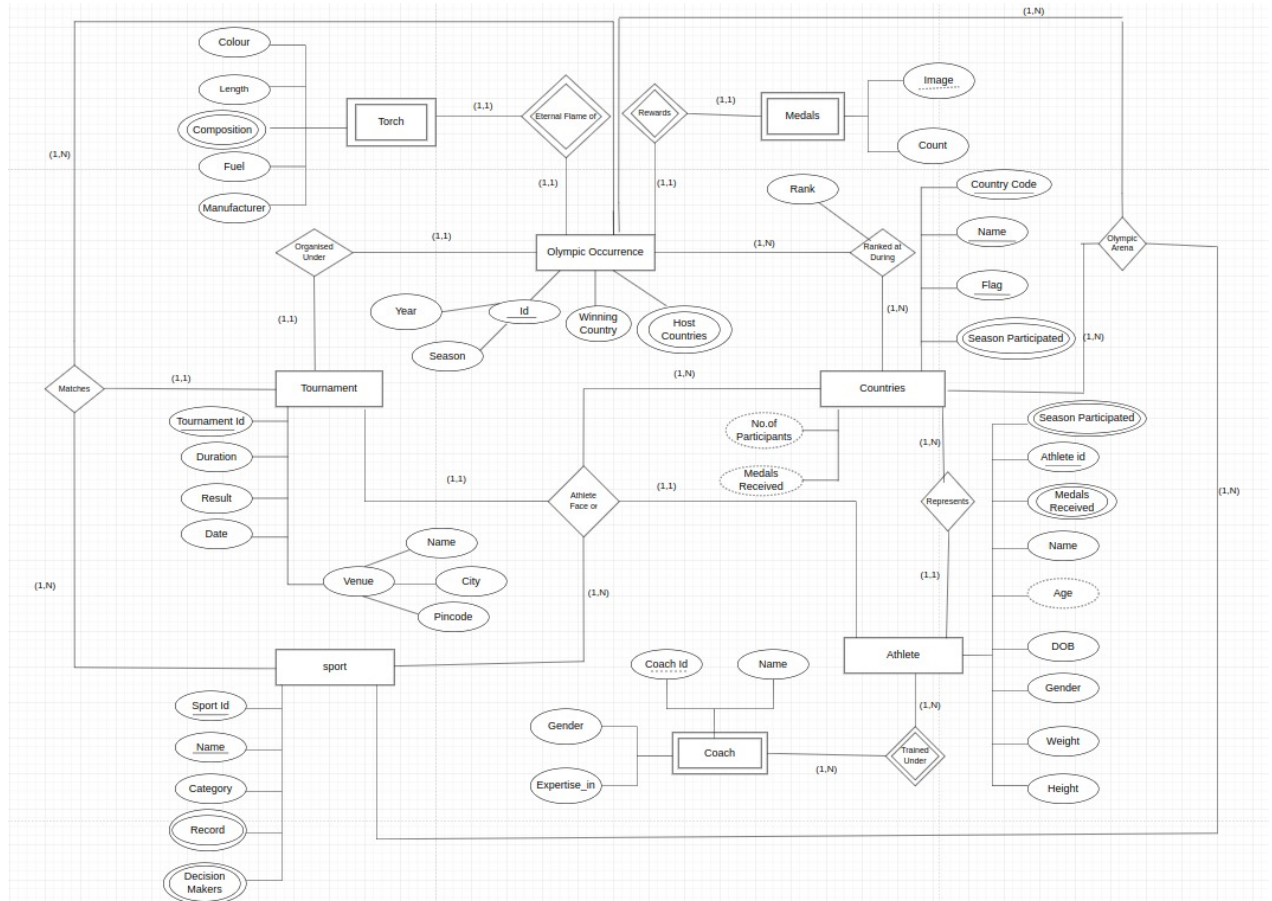 (1,N)
Colour
Length
Composition
Fuel
Manufacturer
Torch
(1,1)
Eternal Flame of
(1,1)
Rewards
(1,1)
(1,1)
Medals
Image
Count
(1,N)
Rank
Country Code
Name
Flag
Season Participated
Olympic
Arena
Organised
Under
(1,1)
(1,1)
Olympic Occurrence
(1,N)
Ranked at
During
(1,N)
(1,N)
Year
Id
Season
Winning
Country
Host
Countries
Matches
(1,1)
Tournament
(1,N)
Countries
Tournament Id
Duration
Result
Date
Venue
Name
City
Pincode
(1,1)
Athlete
Face or
(1,1)
(1,N)
No.of
Participants
Medals
Received
(1,N)
Represents
(1,1)
Season Participated
Athlete id
Medals
Received
Name
Age
DOB
Gender
Weight
Height
(1,N)
(1,N)
sport
Athlete
Sport Id
Name
Category
Record
Decision
Makers
Coach Id
Name
Gender
Expertise_in
Coach
(1,N)
Trained
Under
(1,N)
(1,N)